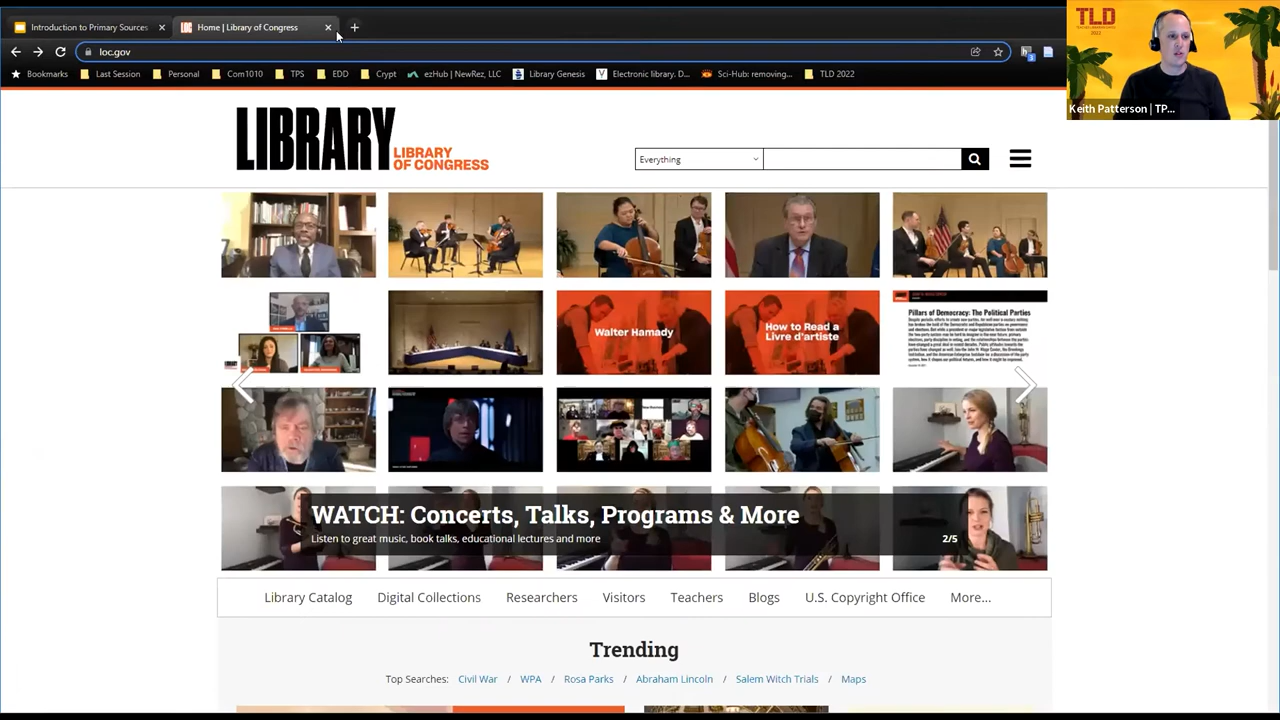 Introduction to Primary Sources
Home | Library of Congress
loc.gov
Bookmarks
Last Session
Personal
Com1010
TPS
EDD
Crypt
ezHub | NewRez, LLC
Library Genesis
Electronic library. D...
Sci-Hub: removing...
TLD 2022
TLD
2022
Keith Patterson | TP...
LIBRARY
LIBRARY
OF CONGRESS
Everything
Walter Hamady
How to Read a
Livre d'artiste
Pillars of Democracy: The Political
Parties
WATCH: Concerts, Talks, Programs & More
Listen to great music, book talks, educational lectures and more
2/5
Library Catalog
Digital Collections
Researchers
Visitors
Teachers
Blogs
U.S. Copyright Office
More...
Trending
Top Searches: Civil War / WPA / Rosa Parks / Abraham Lincoln / Salem Witch Trials / Maps